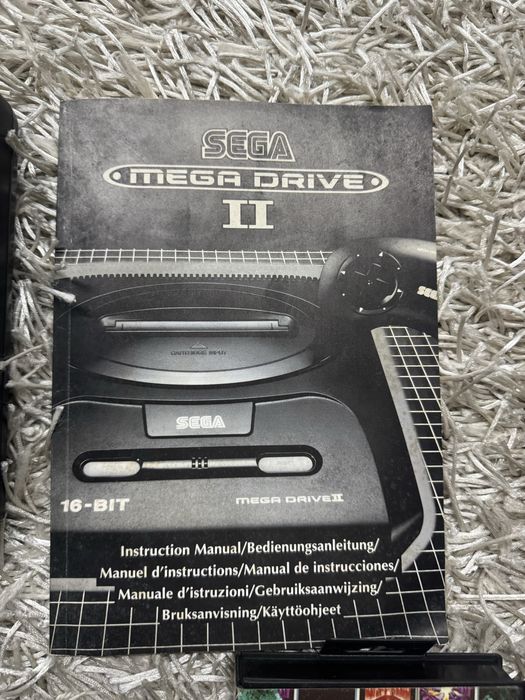 SEGA
MEGA DRIVE
II
SEGA
CARTRIDGE INPUT
SEGA
16-BIT
MEGA DRIVE II
Instruction Manual/Bedienungsanleitung/
Manuel d'instructions/Manual de instrucciones/
Manuale d'istruzioni/Gebruiksaanwijzing/
Bruksanvisning/Käyttöohjeet